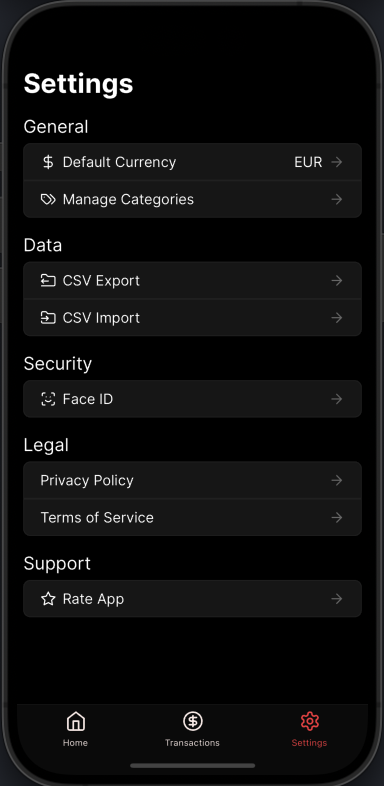 Settings
General
Default Currency EUR
Manage Categories
Data
CSV Export
CSV Import
Security
Face ID
Legal
Privacy Policy
Terms of Service
Support
Rate App
Home Transactions Settings